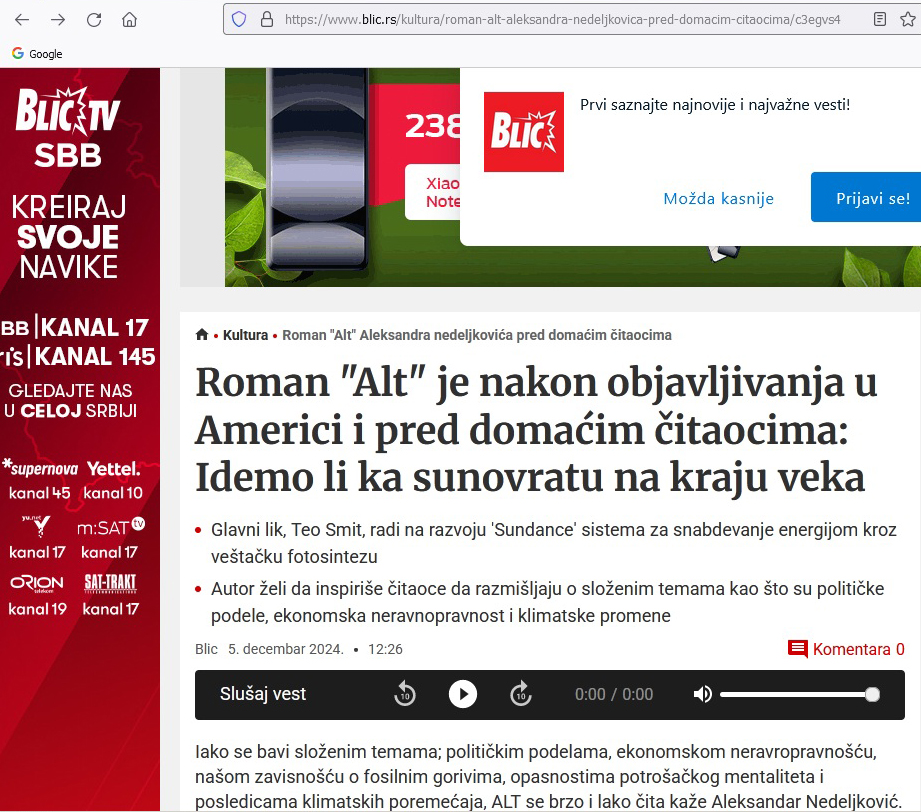 https://www.blic.rs/kultura/roman-alt-aleksandra-nedeljkovica-pred-domacim-citaocima/c3egvs4
Google
BLIC TV
SBB
KREIRAJ
SVOJE
NAVIKE
BB|KANAL 17
ris|KANAL 145
GLEDAJTE NAS
U CELOJ SRBIJI
*supernova Yettel.
kanal 45 kanal 10
yu.net m:SAT tv
kanal 17 kanal 17
ORION telekom SAT-TRAKT
kanal 19 kanal 17
238
Xiao
Note
BLIC
Prvi saznajte najnovije i najvažne vesti!
Možda kasnije Prijavi se!
• Kultura • Roman "Alt" Aleksandra nedeljkovića pred domaćim čitaocima
Roman "Alt" je nakon objavljivanja u
Americi i pred domaćim čitaocima:
Idemo li ka sunovratu na kraju veka
• Glavni lik, Teo Smit, radi na razvoju 'Sundance' sistema za snabdevanje energijom kroz
veštačku fotosintezu
• Autor želi da inspiriše čitaoce da razmišljaju o složenim temama kao što su političke
podele, ekonomska neravnopravnost i klimatske promene
Blic 5. decembar 2024. • 12:26 Komentara 0
Slušaj vest 10 10 0:00 / 0:00
Iako se bavi složenim temama; političkim podelama, ekonomskom neravropravnošću,
našom zavisnošću o fosilnim gorivima, opasnostima potrošačkog mentaliteta i
posledicama klimatskih poremećaja, ALT se brzo i lako čita kaže Aleksandar Nedeljković.